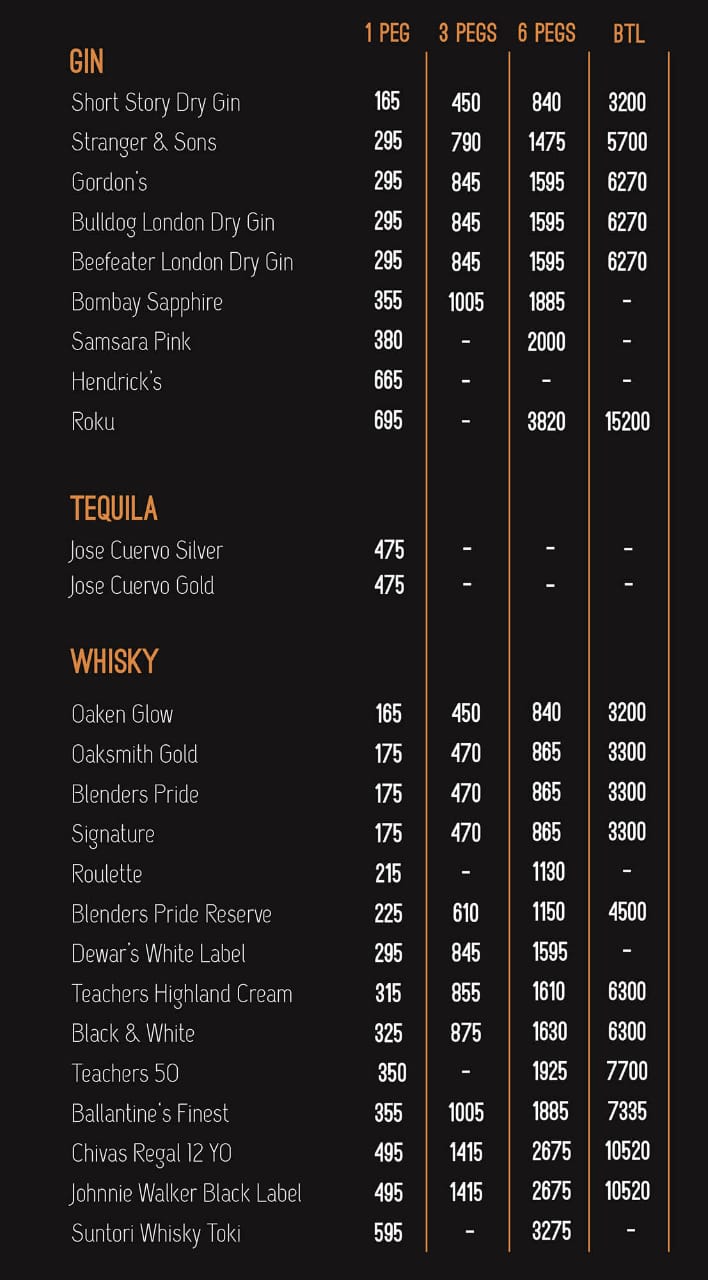 1 PEG 3 PEGS 6 PEGS BTL
GIN
Short Story Dry Gin 165 450 840 3200
Stranger & Sons 295 790 1475 5700
Gordon's 295 845 1595 6270
Bulldog London Dry Gin 295 845 1595 6270
Beefeater London Dry Gin 295 845 1595 6270
Bombay Sapphire 355 1005 1885 -
Samsara Pink 380 - 2000 -
Hendrick's 665 - - -
Roku 695 - 3820 15200
TEQUILA
Jose Cuervo Silver 475 - - -
Jose Cuervo Gold 475 - - -
WHISKY
Oaken Glow 165 450 840 3200
Oaksmith Gold 175 470 865 3300
Blenders Pride 175 470 865 3300
Signature 175 470 865 3300
Roulette 215 - 1130 -
Blenders Pride Reserve 225 610 1150 4500
Dewar's White Label 295 845 1595 -
Teachers Highland Cream 315 855 1610 6300
Black & White 325 875 1630 6300
Teachers 50 350 - 1925 7700
Ballantine's Finest 355 1005 1885 7335
Chivas Regal 12 YO 495 1415 2675 10520
Johnnie Walker Black Label 495 1415 2675 10520
Suntori Whisky Toki 595 - 3275 -